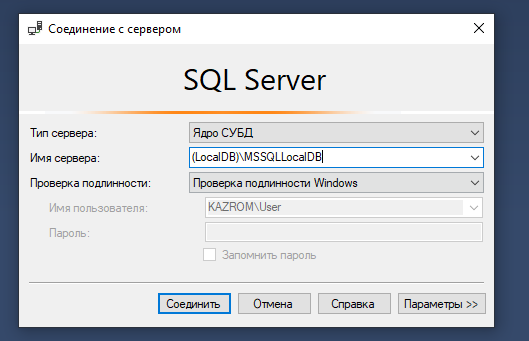 Соединение с сервером
SQL Server
Тип сервера: Ядро СУБД
Имя сервера: (LocalDB)\MSSQLLocalDB
Проверка подлинности: Проверка подлинности Windows
Имя пользователя: KAZROM\User
Пароль:
Запомнить пароль
Соединить Отмена Справка Параметры >>